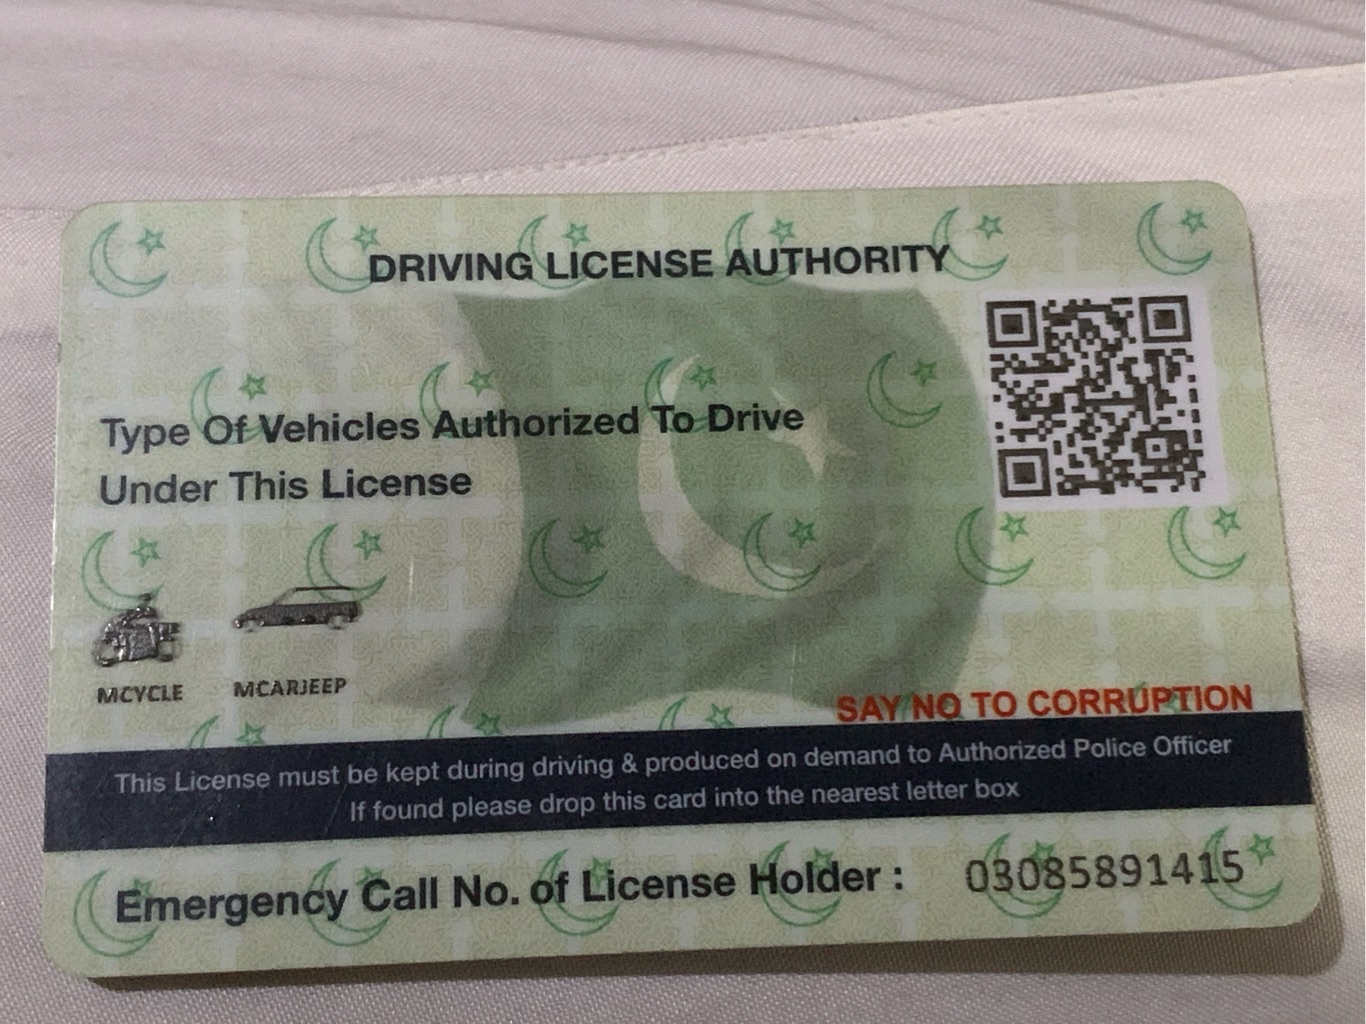 DRIVING LICENSE AUTHORITY
Type Of Vehicles Authorized To Drive
Under This License
MCYCLE MCARJEEP
SAY NO TO CORRUPTION
This License must be kept during driving & produced on demand to Authorized Police Officer
If found please drop this card into the nearest letter box
Emergency Call No. of License Holder : 03085891415